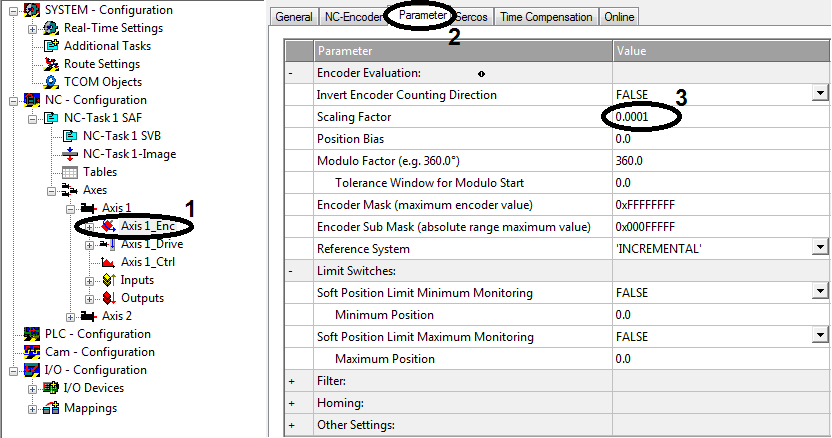 SYSTEM - Configuration
Real-Time Settings
Additional Tasks
Route Settings
TCOM Objects
NC - Configuration
NC-Task 1 SAF
NC-Task 1 SVB
NC-Task 1-Image
Tables
Axes
Axis 1
1
Axis 1_Enc
Axis 1_Drive
Axis 1_Ctrl
Inputs
Outputs
Axis 2
PLC - Configuration
Cam - Configuration
I/O - Configuration
I/O Devices
Mappings
General NC-Encoder Parameter Sercos Time Compensation Online
2
Parameter Value
- Encoder Evaluation:
Invert Encoder Counting Direction FALSE
3
Scaling Factor 0.0001
Position Bias 0.0
Modulo Factor (e.g. 360.0°) 360.0
Tolerance Window for Modulo Start 0.0
Encoder Mask (maximum encoder value) 0xFFFFFFFF
Encoder Sub Mask (absolute range maximum value) 0x000FFFFF
Reference System 'INCREMENTAL'
- Limit Switches:
Soft Position Limit Minimum Monitoring FALSE
Minimum Position 0.0
Soft Position Limit Maximum Monitoring FALSE
Maximum Position 0.0
+ Filter:
+ Homing:
+ Other Settings: